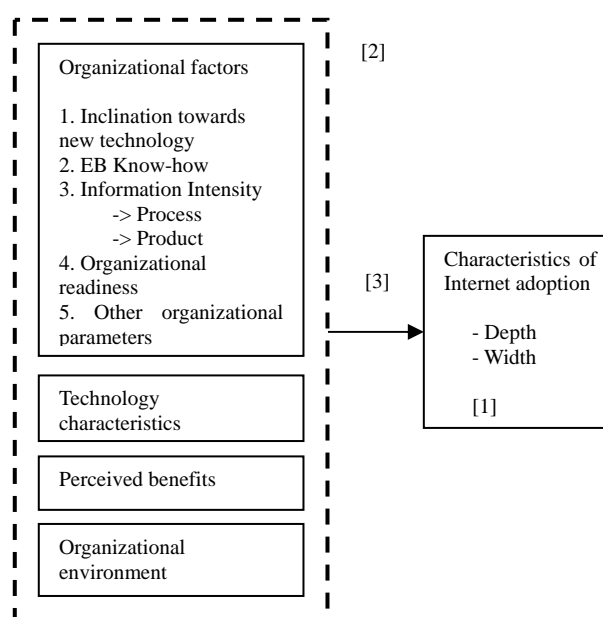 Organizational factors
1. Inclination towards
new technology
2. EB Know-how
3. Information Intensity
-> Process
-> Product
4. Organizational
readiness
5. Other organizational
parameters
Technology
characteristics
Perceived benefits
Organizational
environment
[2]
[3]
Characteristics of
Internet adoption
- Depth
- Width
[1]